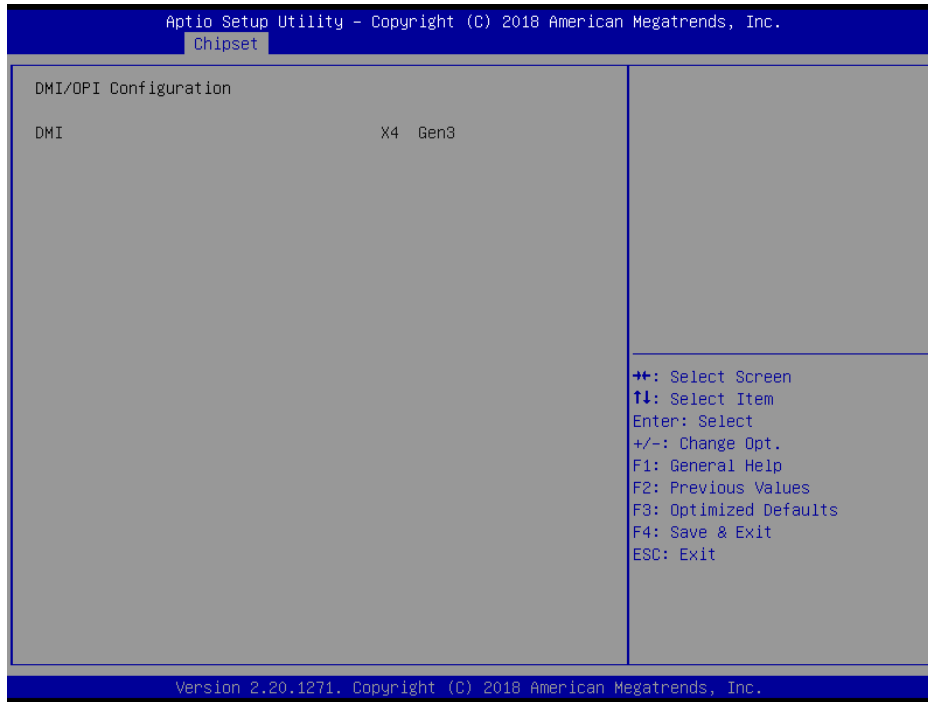 Aptio Setup Utility – Copyright (C) 2018 American Megatrends, Inc.
Chipset
DMI/OPI Configuration
DMI X4 Gen3
→←: Select Screen
↑↓: Select Item
Enter: Select
+/-: Change Opt.
F1: General Help
F2: Previous Values
F3: Optimized Defaults
F4: Save & Exit
ESC: Exit
Version 2.20.1271. Copyright (C) 2018 American Megatrends, Inc.